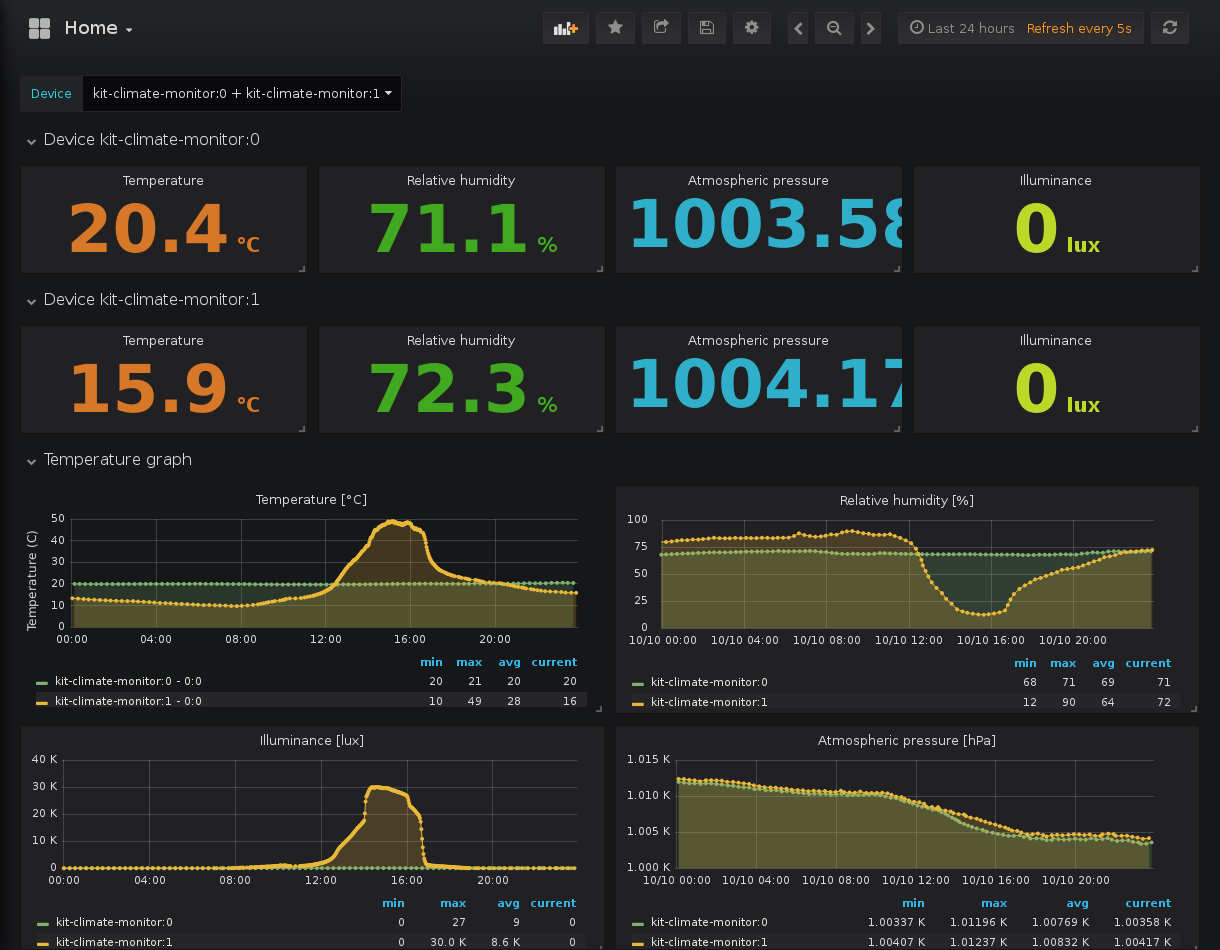 Home
Last 24 hours Refresh every 5s
Device kit-climate-monitor:0 + kit-climate-monitor:1
Device kit-climate-monitor:0
Temperature Relative humidity Atmospheric pressure Illuminance
20.4 °C 71.1 % 1003.58 0 lux
Device kit-climate-monitor:1
Temperature Relative humidity Atmospheric pressure Illuminance
15.9 °C 72.3 % 1004.17 0 lux
Temperature graph
Temperature [°C]
Temperature (C)
50
40
30
20
10
0
00:00 04:00 08:00 12:00 16:00 20:00
min max avg current
kit-climate-monitor:0 - 0:0 20 21 20 20
kit-climate-monitor:1 - 0:0 10 49 28 16
Relative humidity [%]
100
75
50
25
0
10/10 00:00 10/10 04:00 10/10 08:00 10/10 12:00 10/10 16:00 10/10 20:00
min max avg current
kit-climate-monitor:0 68 71 69 71
kit-climate-monitor:1 12 90 64 72
Illuminance [lux]
40 K
30 K
20 K
10 K
0
00:00 04:00 08:00 12:00 16:00 20:00
min max avg current
kit-climate-monitor:0 0 27 9 0
kit-climate-monitor:1 0 30.0 K 8.6 K 0
Atmospheric pressure [hPa]
1.015 K
1.010 K
1.005 K
1.000 K
10/10 00:00 10/10 04:00 10/10 08:00 10/10 12:00 10/10 16:00 10/10 20:00
min max avg current
kit-climate-monitor:0 1.00337 K 1.01196 K 1.00769 K 1.00358 K
kit-climate-monitor:1 1.00407 K 1.01237 K 1.00832 K 1.00417 K